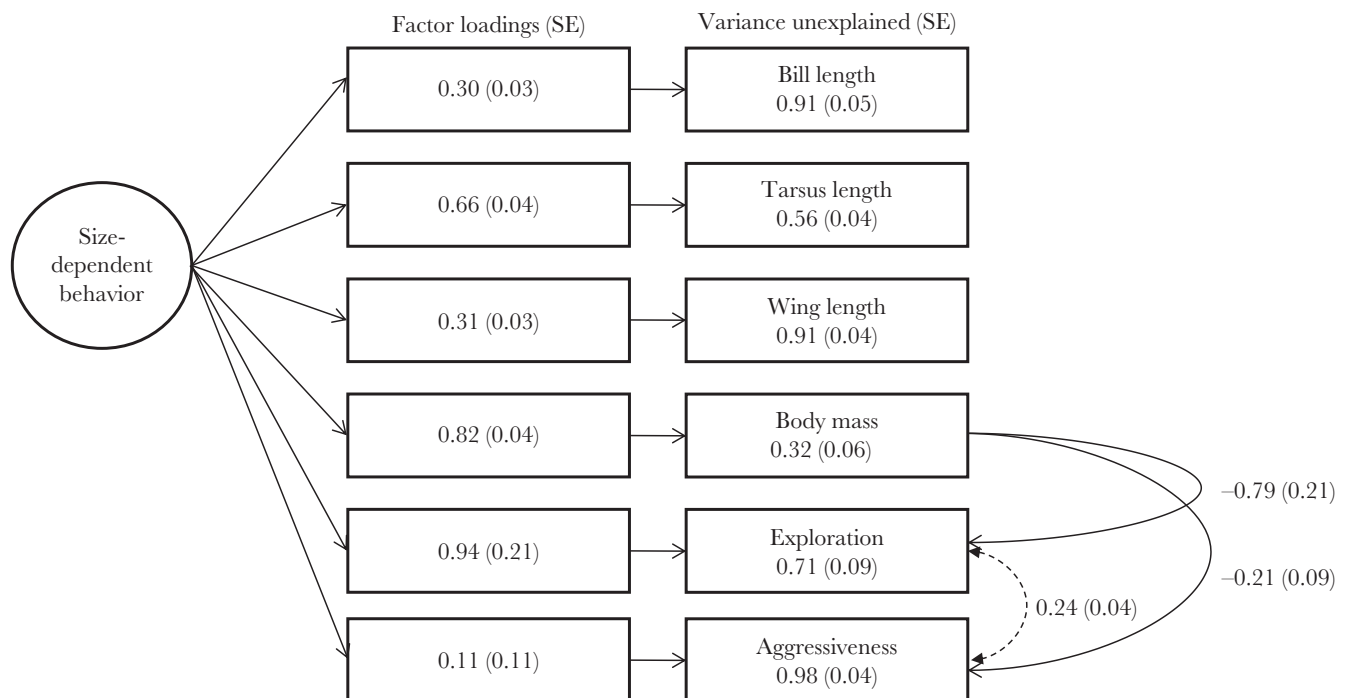 Factor loadings (SE)
Variance unexplained (SE)
0.30 (0.03)
Bill length
0.91 (0.05)
0.66 (0.04)
Tarsus length
0.56 (0.04)
Size-
dependent
behavior
0.31 (0.03)
Wing length
0.91 (0.04)
0.82 (0.04)
Body mass
0.32 (0.06)
–0.79 (0.21)
0.94 (0.21)
Exploration
0.71 (0.09)
–0.21 (0.09)
0.24 (0.04)
0.11 (0.11)
Aggressiveness
0.98 (0.04)